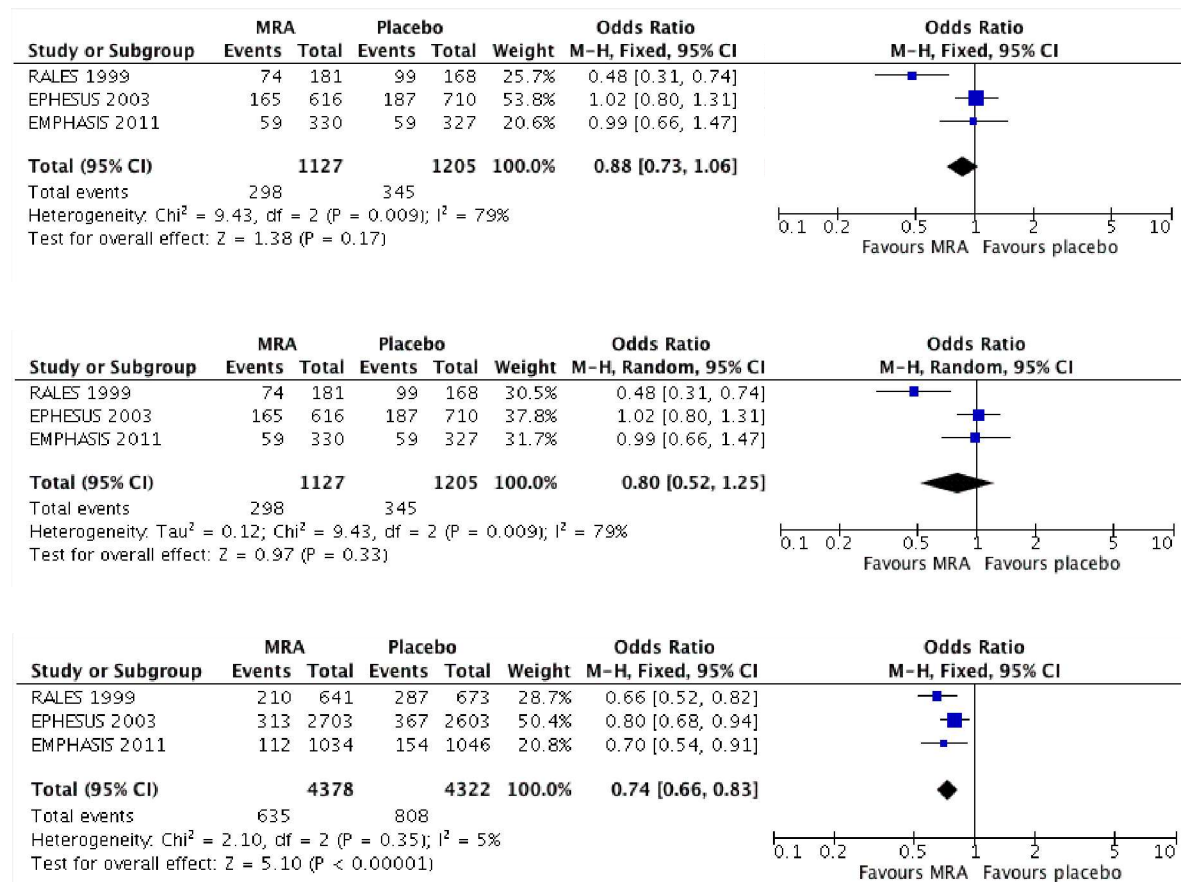 MRA Placebo Odds Ratio Odds Ratio
Study or Subgroup Events Total Events Total Weight M-H, Fixed, 95% CI M-H, Fixed, 95% CI
RALES 1999 74 181 99 168 25.7% 0.48 [0.31, 0.74]
EPHESUS 2003 165 616 187 710 53.8% 1.02 [0.80, 1.31]
EMPHASIS 2011 59 330 59 327 20.6% 0.99 [0.66, 1.47]
Total (95% CI) 1127 1205 100.0% 0.88 [0.73, 1.06]
Total events 298 345
Heterogeneity: Chi² = 9.43, df = 2 (P = 0.009); I² = 79%
Test for overall effect: Z = 1.38 (P = 0.17)
0.1 0.2 0.5 1 2 5 10
Favours MRA Favours placebo
MRA Placebo Odds Ratio Odds Ratio
Study or Subgroup Events Total Events Total Weight M-H, Random, 95% CI M-H, Random, 95% CI
RALES 1999 74 181 99 168 30.5% 0.48 [0.31, 0.74]
EPHESUS 2003 165 616 187 710 37.8% 1.02 [0.80, 1.31]
EMPHASIS 2011 59 330 59 327 31.7% 0.99 [0.66, 1.47]
Total (95% CI) 1127 1205 100.0% 0.80 [0.52, 1.25]
Total events 298 345
Heterogeneity: Tau² = 0.12; Chi² = 9.43, df = 2 (P = 0.009); I² = 79%
Test for overall effect: Z = 0.97 (P = 0.33)
0.1 0.2 0.5 1 2 5 10
Favours MRA Favours placebo
MRA Placebo Odds Ratio Odds Ratio
Study or Subgroup Events Total Events Total Weight M-H, Fixed, 95% CI M-H, Fixed, 95% CI
RALES 1999 210 641 287 673 28.7% 0.66 [0.52, 0.82]
EPHESUS 2003 313 2703 367 2603 50.4% 0.80 [0.68, 0.94]
EMPHASIS 2011 112 1034 154 1046 20.8% 0.70 [0.54, 0.91]
Total (95% CI) 4378 4322 100.0% 0.74 [0.66, 0.83]
Total events 635 808
Heterogeneity: Chi² = 2.10, df = 2 (P = 0.35); I² = 5%
Test for overall effect: Z = 5.10 (P < 0.00001)
0.1 0.2 0.5 1 2 5 10
Favours MRA Favours placebo